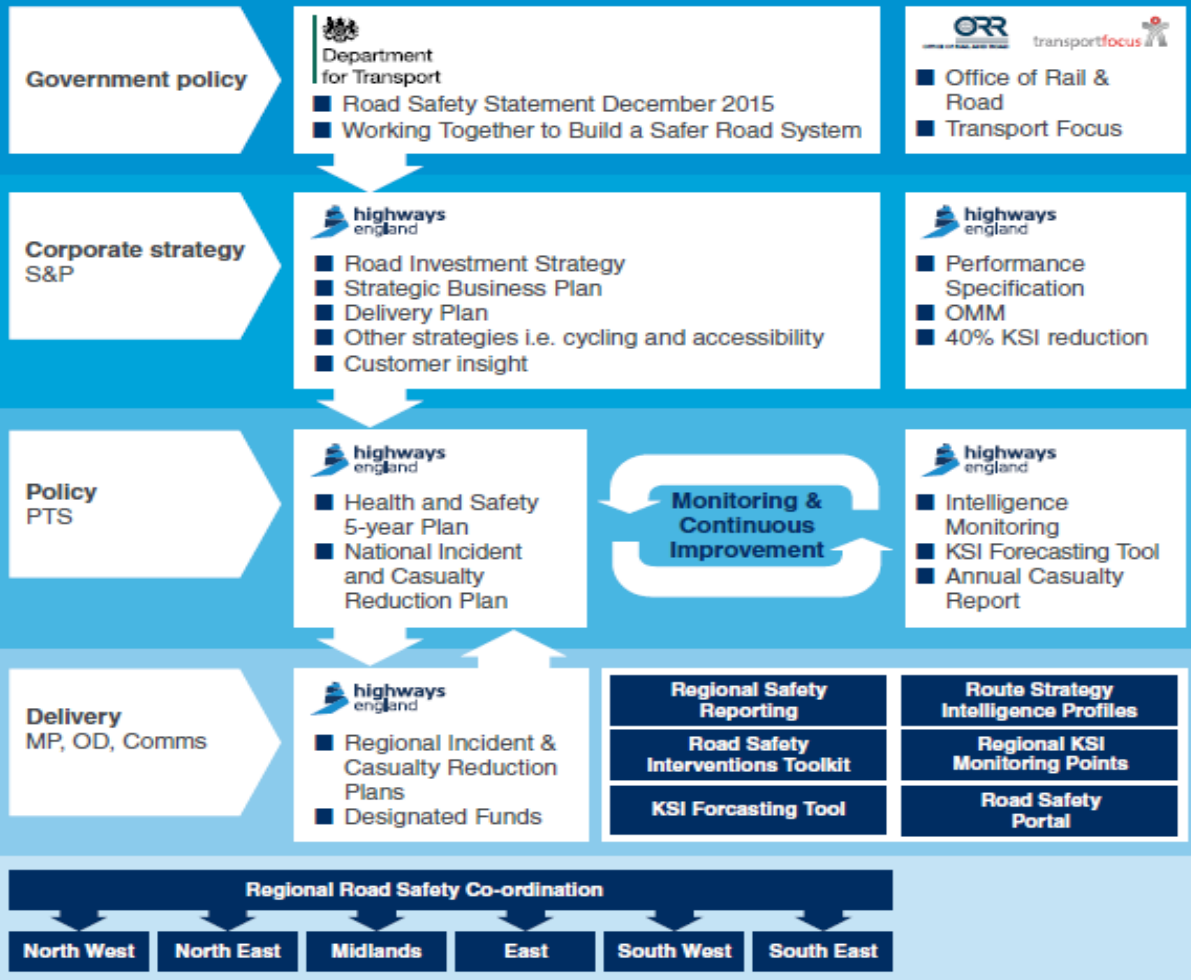 Government policy
Department
for Transport
Road Safety Statement December 2015
Working Together to Build a Safer Road System
ORR
transportfocus
Office of Rail &
Road
Transport Focus
Corporate strategy
S&P
highways
england
Road Investment Strategy
Strategic Business Plan
Delivery Plan
Other strategies i.e. cycling and accessibility
Customer insight
highways
england
Performance
Specification
OMM
40% KSI reduction
Policy
PTS
highways
england
Health and Safety
5-year Plan
National Incident
and Casualty
Reduction Plan
Monitoring &
Continuous
Improvement
highways
england
Intelligence
Monitoring
KSI Forecasting Tool
Annual Casualty
Report
Delivery
MP, OD, Comms
highways
england
Regional Incident &
Casualty Reduction
Plans
Designated Funds
Regional Safety
Reporting
Route Strategy
Intelligence Profiles
Road Safety
Interventions Toolkit
Regional KSI
Monitoring Points
KSI Forcasting Tool
Road Safety
Portal
Regional Road Safety Co-ordination
North West
North East
Midlands
East
South West
South East